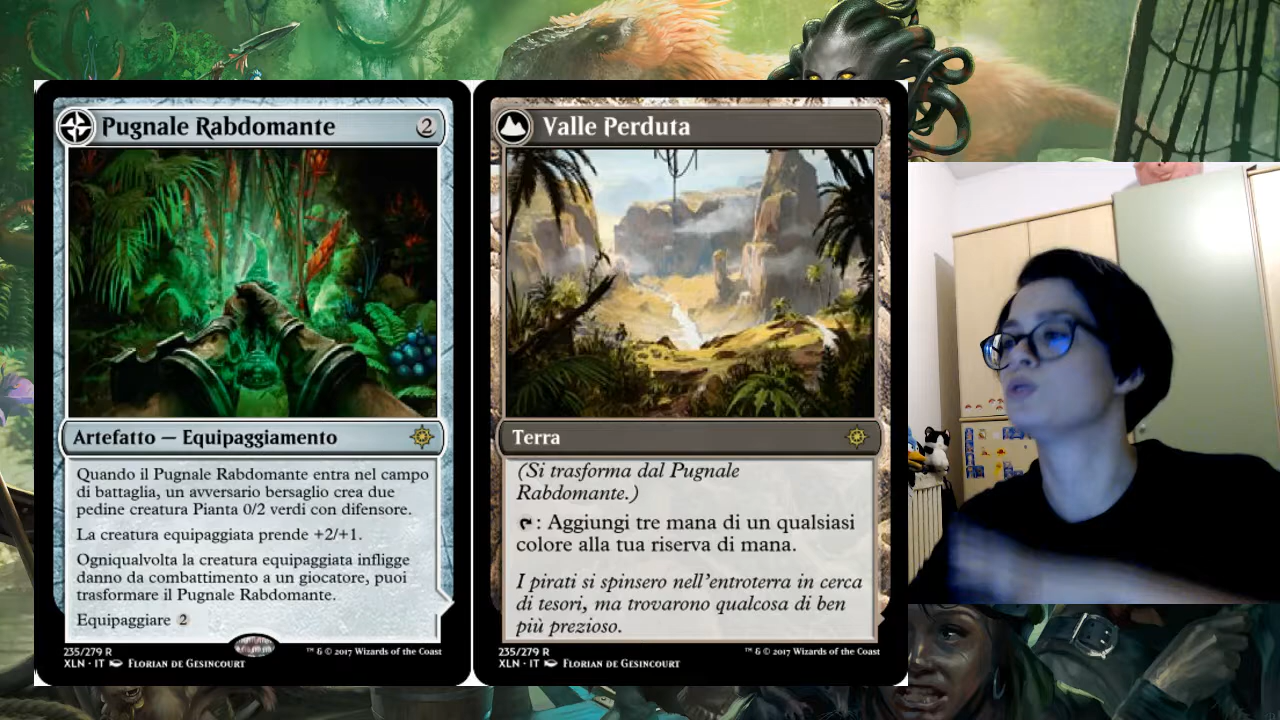 Pugnale Rabdomante
2
Artefatto — Equipaggiamento
Quando il Pugnale Rabdomante entra nel campo
di battaglia, un avversario bersaglio crea due
pedine creatura Pianta 0/2 verdi con difensore.
La creatura equipaggiata prende +2/+1.
Ogniqualvolta la creatura equipaggiata infligge
danno da combattimento a un giocatore, puoi
trasformare il Pugnale Rabdomante.
Equipaggiare 2
235/279 R
XLN · IT FLORIAN DE GESINCOURT
™ & © 2017 Wizards of the Coast
Valle Perduta
Terra
(Si trasforma dal Pugnale
Rabdomante.)
: Aggiungi tre mana di un qualsiasi
colore alla tua riserva di mana.
I pirati si spinsero nell'entroterra in cerca
di tesori, ma trovarono qualcosa di ben
più prezioso.
235/279 R
XLN · IT FLORIAN DE GESINCOURT
™ & © 2017 Wizards of the Coast